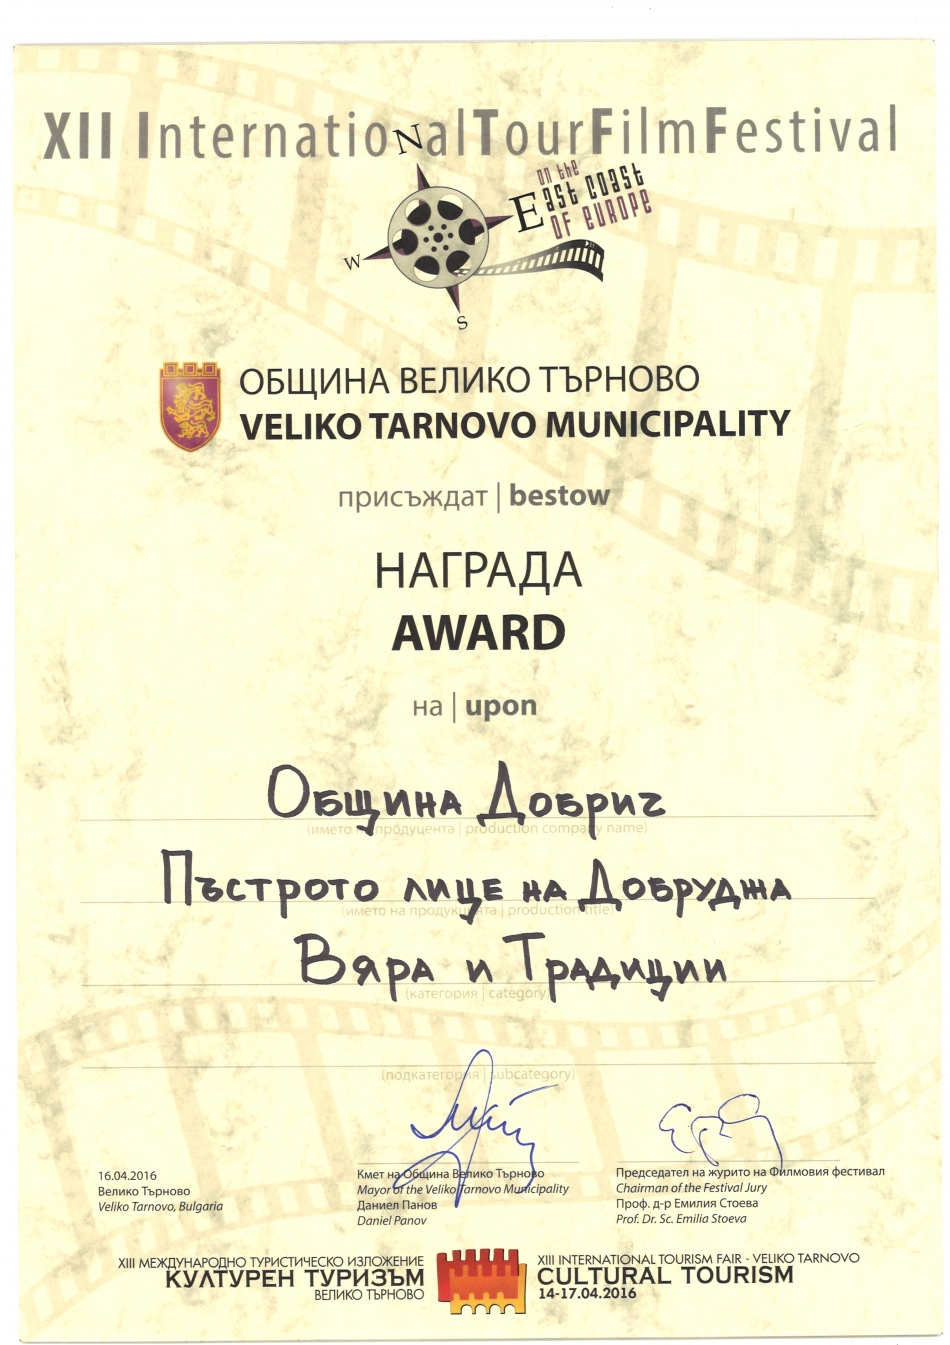 XII InternationalTourFilmFestival
on the
East coast
of europe
W
S
ОБЩИНА ВЕЛИКО ТЪРНОВО
VELIKO TARNOVO MUNICIPALITY
присъждат | bestow
НАГРАДА
AWARD
на | upon
Община Добрич
(името на продуцента | production company name)
Пъстрото лице на Добруджа
(името на продукцията | production title)
Вяра и Традиции
(категория | category)
(подкатегория | subcategory)
16.04.2016
Велико Търново
Veliko Tarnovo, Bulgaria
Кмет на Община Велико Търново
Mayor of the Veliko Tarnovo Municipality
Даниел Панов
Daniel Panov
Председател на журито на Филмовия фестивал
Chairman of the Festival Jury
Проф. д-р Емилия Стоева
Prof. Dr. Sc. Emilia Stoeva
XIII МЕЖДУНАРОДНО ТУРИСТИЧЕСКО ИЗЛОЖЕНИЕ
КУЛТУРЕН ТУРИЗЪМ
ВЕЛИКО ТЪРНОВО
XIII INTERNATIONAL TOURISM FAIR - VELIKO TARNOVO
CULTURAL TOURISM
14-17.04.2016